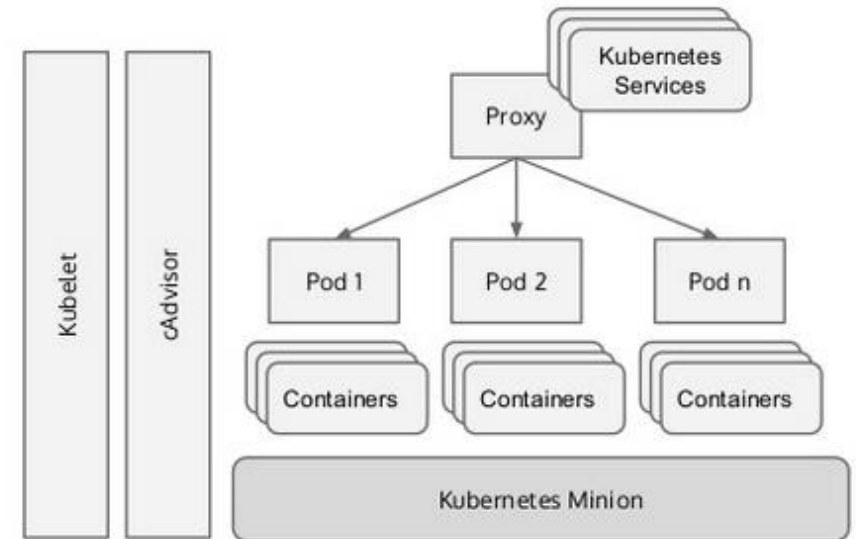 Kubernetes
Services
Proxy
Kubelet
cAdvisor
Pod 1
Pod 2
Pod n
Containers
Containers
Containers
Kubernetes Minion